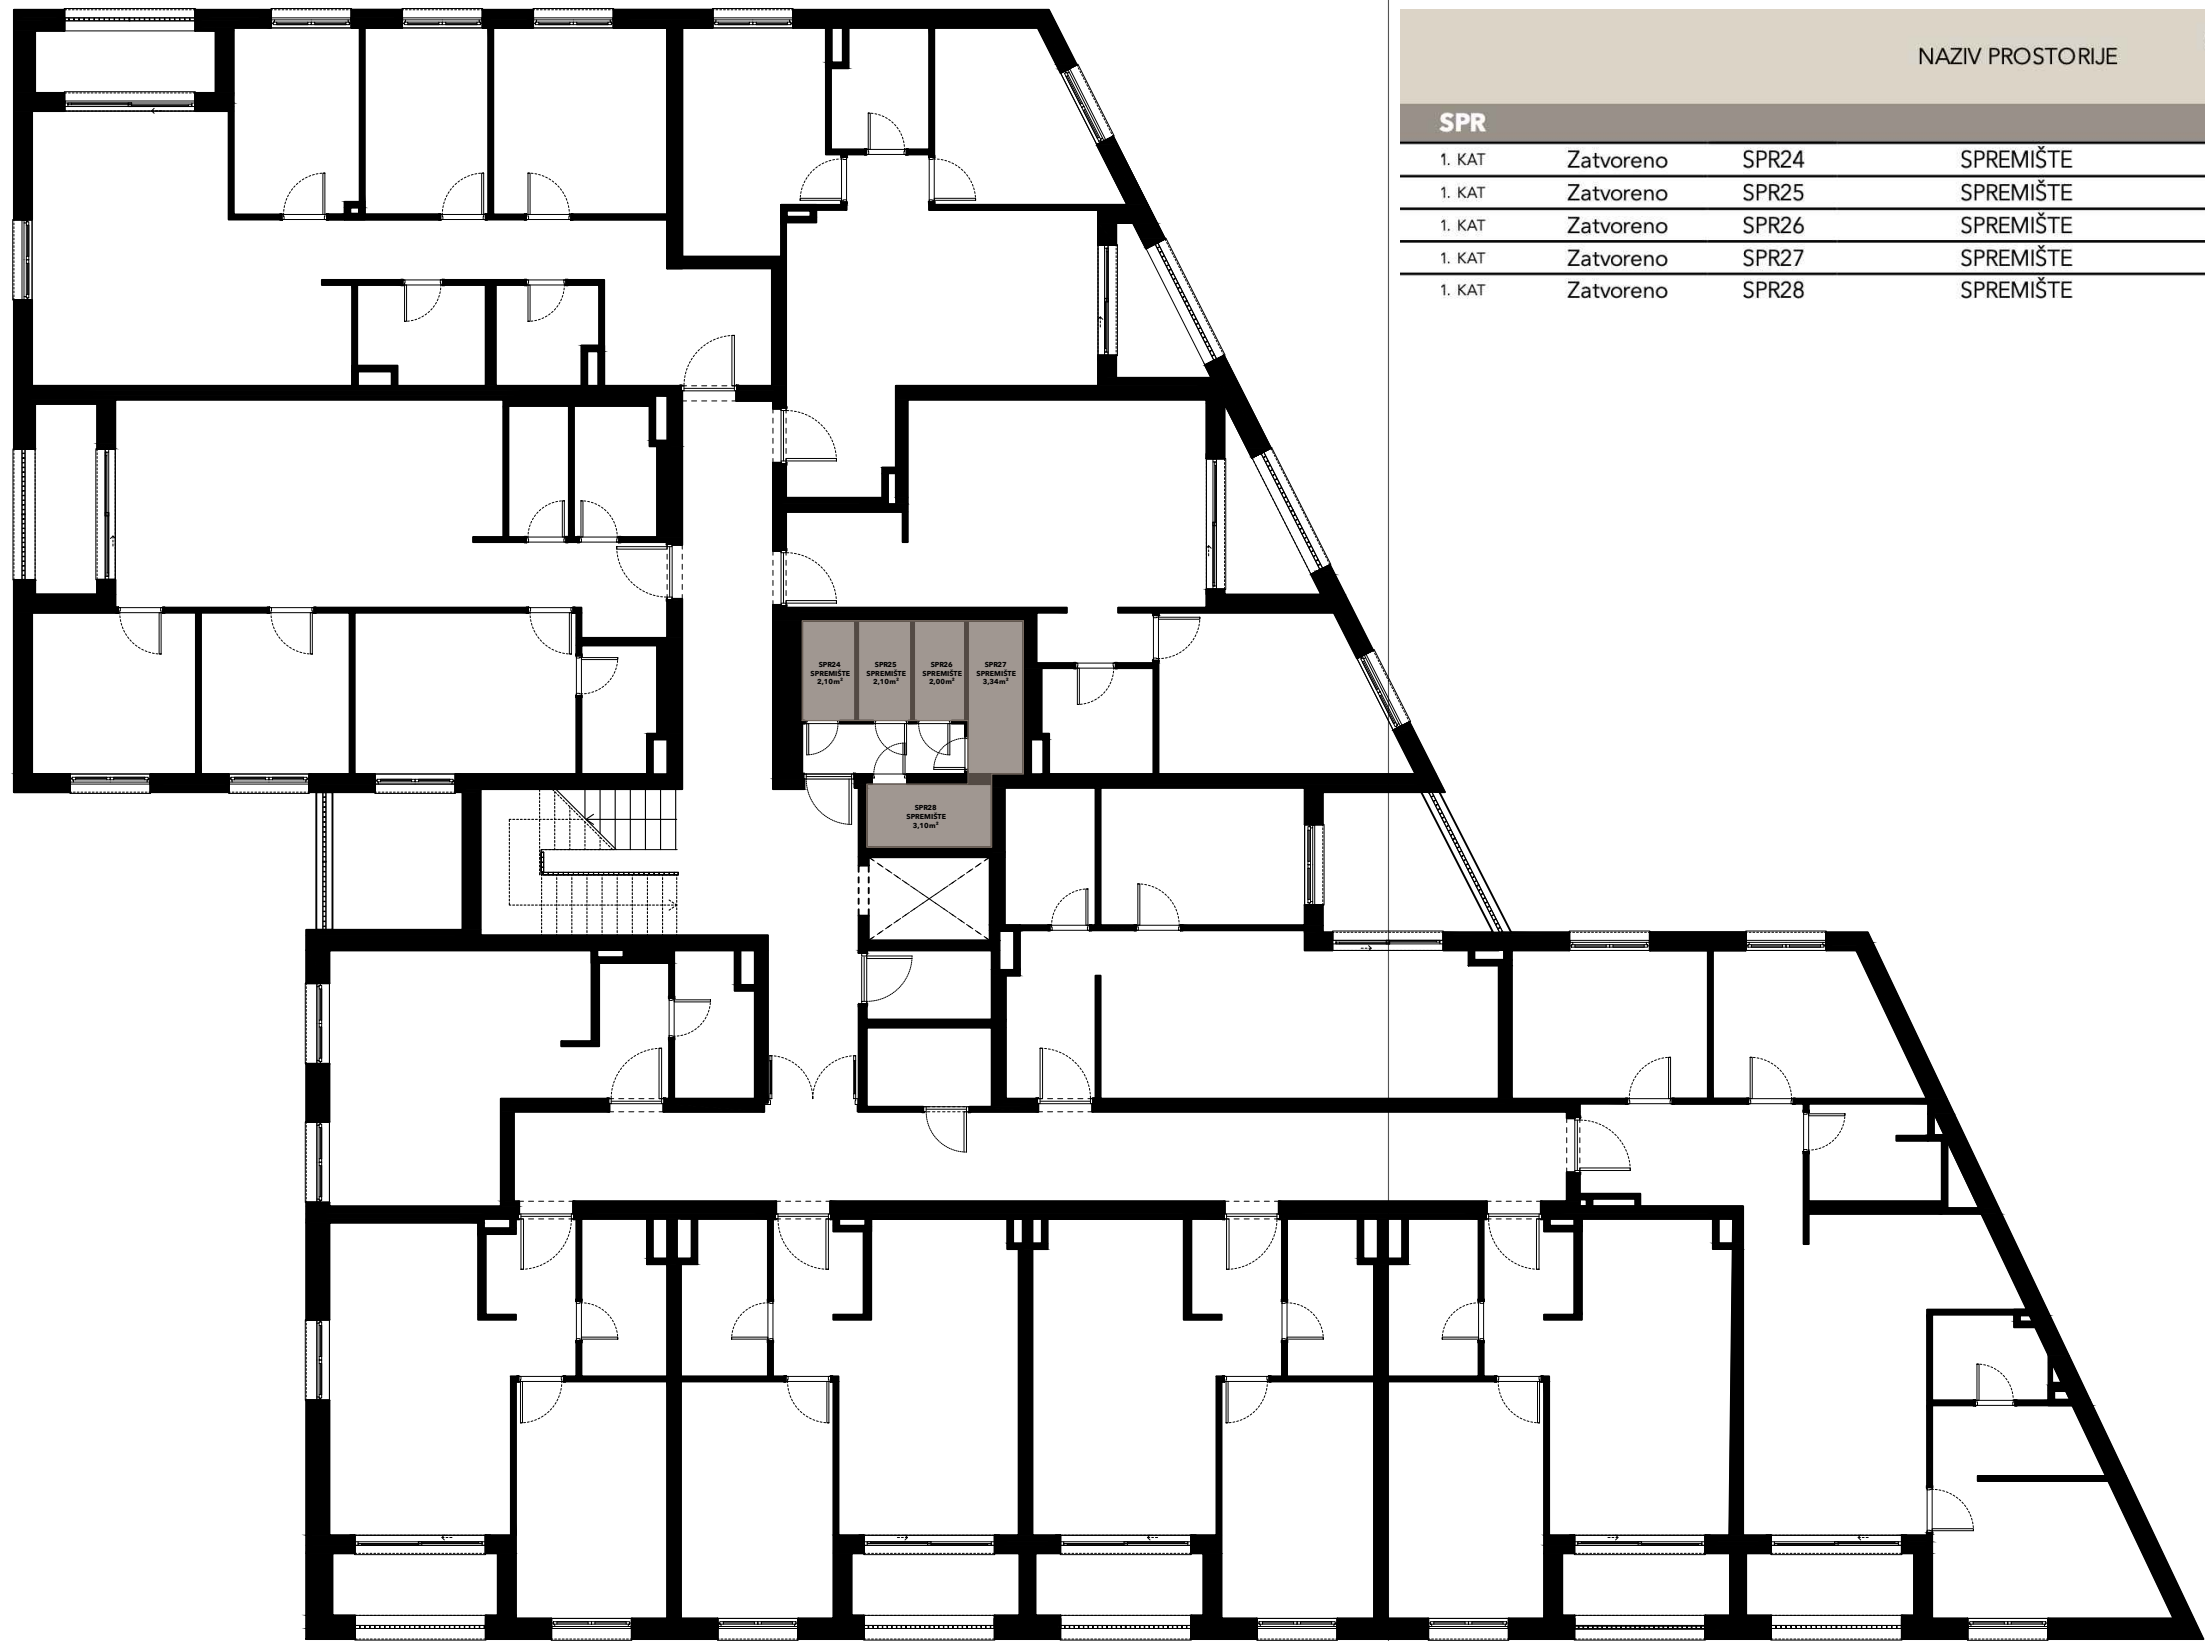 NAZIV PROSTORIJE
SPR
1. KAT Zatvoreno SPR24 SPREMIŠTE
1. KAT Zatvoreno SPR25 SPREMIŠTE
1. KAT Zatvoreno SPR26 SPREMIŠTE
1. KAT Zatvoreno SPR27 SPREMIŠTE
1. KAT Zatvoreno SPR28 SPREMIŠTE
SPR24
SPREMIŠTE
2,10m²
SPR25
SPREMIŠTE
2,10m²
SPR26
SPREMIŠTE
2,00m²
SPR27
SPREMIŠTE
3,34m²
SPR28
SPREMIŠTE
3,10m²